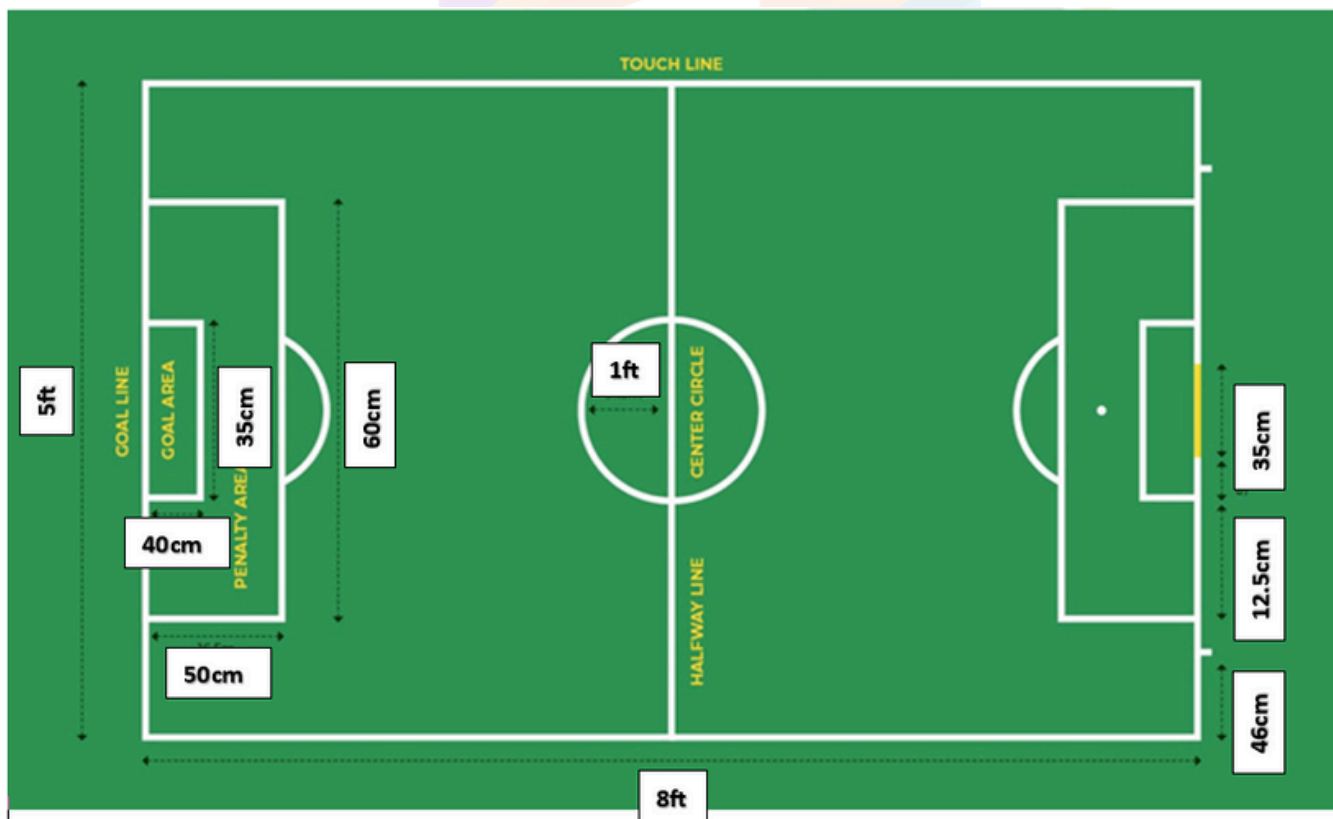 TOUCH LINE
5ft
GOAL LINE
GOAL AREA
35cm
PENALTY AREA
60cm
40cm
50cm
1ft
CENTER CIRCLE
HALFWAY LINE
35cm
12.5cm
46cm
8ft